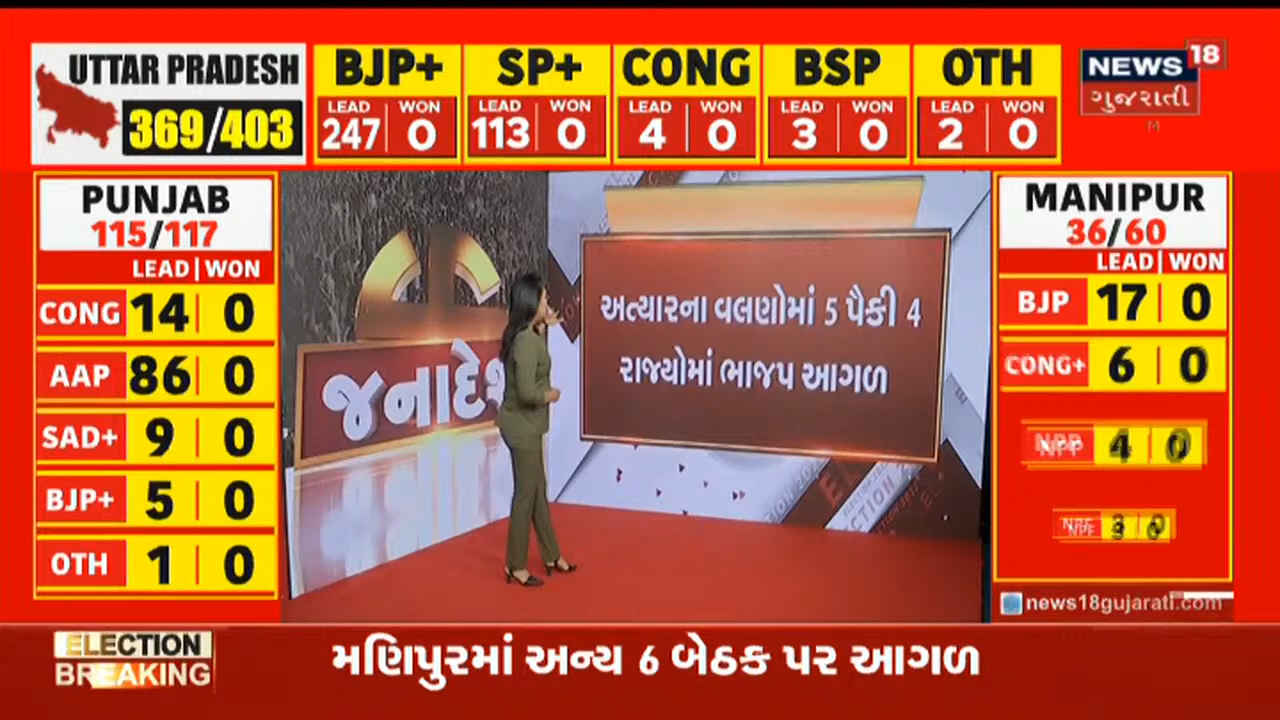 UTTAR PRADESH
369/403
BJP+ SP+ CONG BSP OTH
LEAD WON LEAD WON LEAD WON LEAD WON LEAD WON
247 0 113 0 4 0 3 0 2 0
NEWS 18
ગુજરાતી
PUNJAB
115/117
LEAD WON
CONG 14 0
AAP 86 0
SAD+ 9 0
BJP+ 5 0
OTH 1 0
જનાદેશ
અત્યારના વલણોમાં 5 પૈકી 4
રાજ્યોમાં ભાજપ આગળ
MANIPUR
36/60
LEAD WON
BJP 17 0
CONG+ 6 0
NPP 4 0
NPF 3 0
news18gujarati.com
ELECTION
BREAKING
મણિપુરમાં અન્ય 6 બેઠક પર આગળ